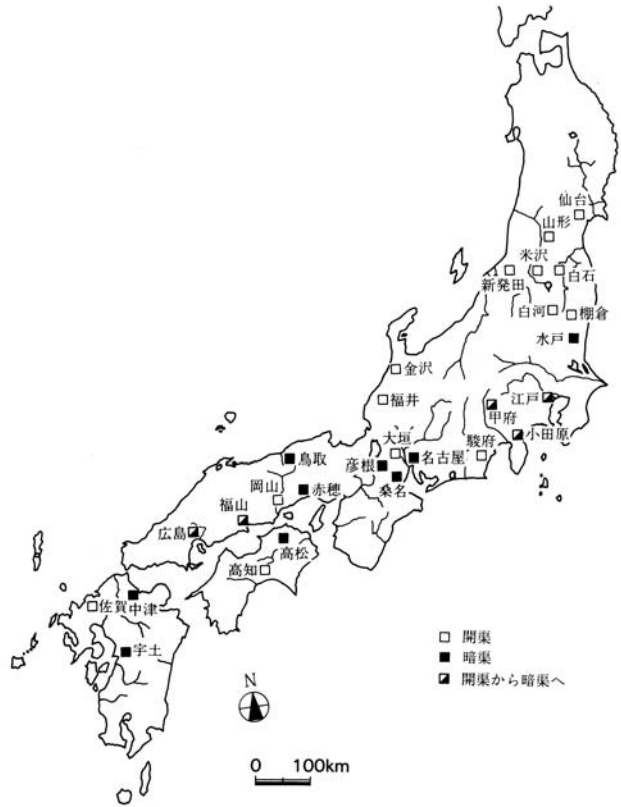 仙台
山形
米沢
新発田
白石
白河
棚倉
水戸
金沢
福井
江戸
甲府
小田原
大垣
駿府
名古屋
彦根
桑名
鳥取
岡山
赤穂
福山
広島
高松
高知
佐賀
中津
宇土
□ 開渠
■ 暗渠
開渠から暗渠へ
N
0 100km